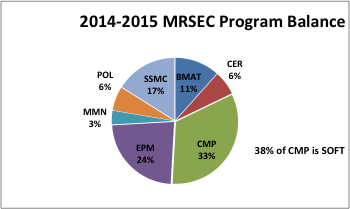 2014-2015 MRSEC Program Balance
BMAT
11%
CER
6%
CMP
33%
EPM
24%
MMN
3%
POL
6%
SSMC
17%
38% of CMP is SOFT